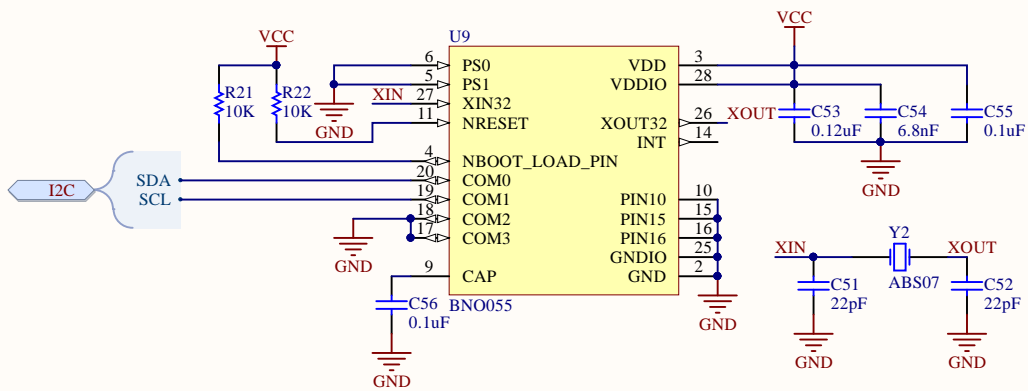 U9
VCC
R21
10K
R22
10K
XIN
GND
6
5
27
11
4
20
19
18
17
9
PS0
PS1
XIN32
NRESET
NBOOT_LOAD_PIN
COM0
COM1
COM2
COM3
CAP
I2C
SDA
SCL
GND
C56
0.1uF
GND
BNO055
VDD
VDDIO
XOUT32
INT
PIN10
PIN15
PIN16
GNDIO
GND
3
28
26
14
10
15
16
25
2
GND
XOUT
VCC
C53
0.12uF
C54
6.8nF
C55
0.1uF
GND
XIN
Y2
ABS07
XOUT
C51
22pF
C52
22pF
GND
GND